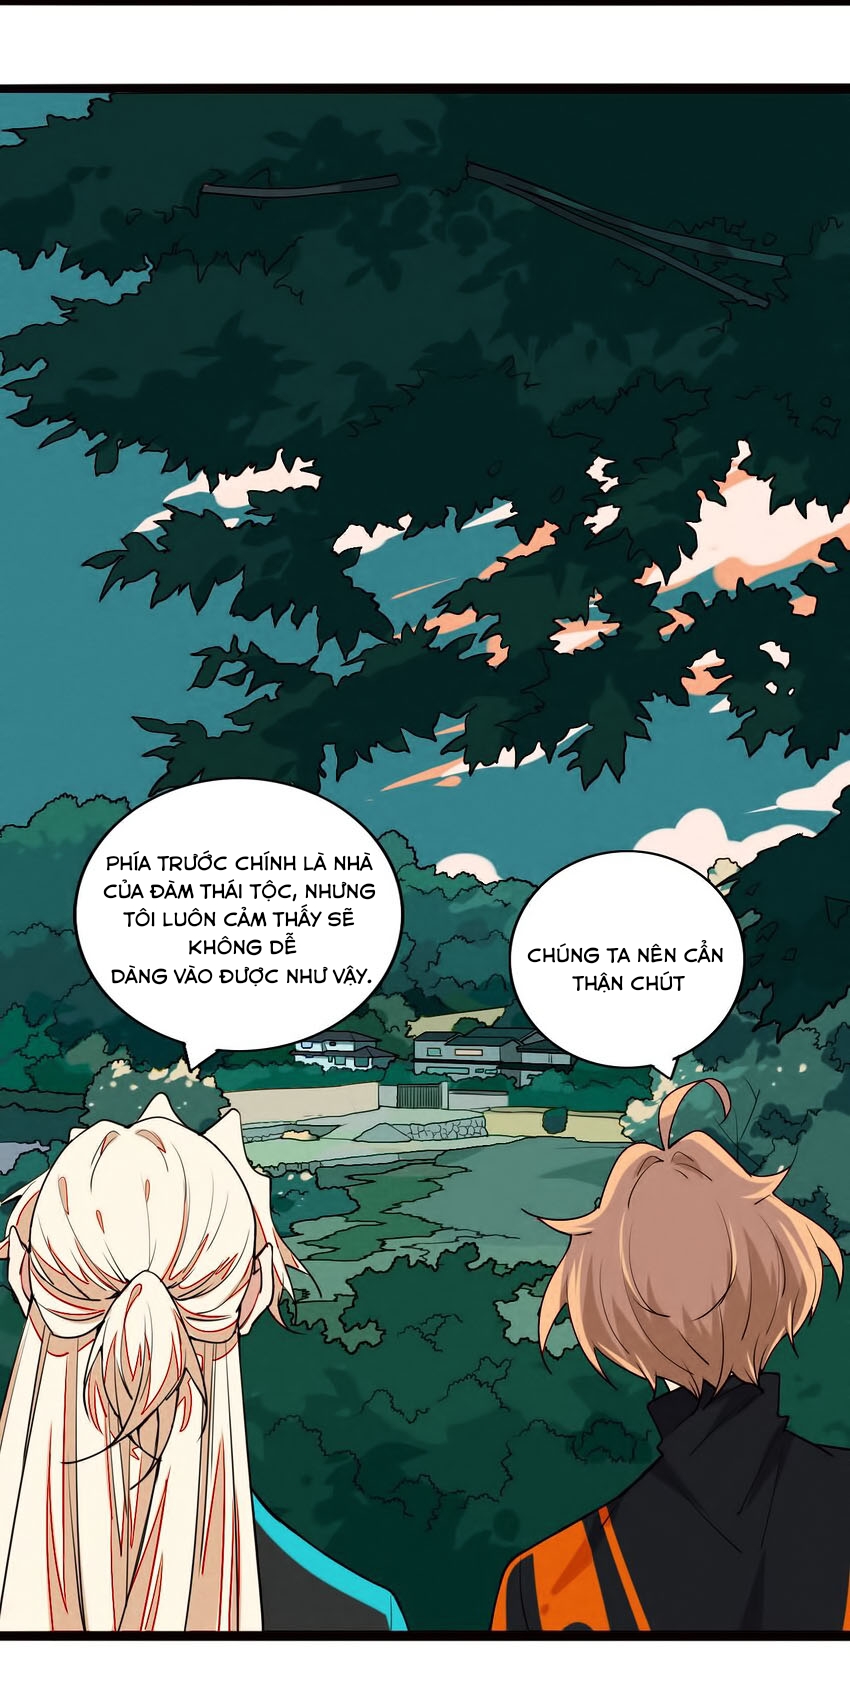 PHÍA TRƯỚC CHÍNH LÀ NHÀ
CỦA ĐÀM THÁI TỘC, NHƯNG
TÔI LUÔN CẢM THẤY SẼ
KHÔNG DỄ
DÀNG VÀO ĐƯỢC NHƯ VẬY.
CHÚNG TA NÊN CẨN
THẬN CHÚT